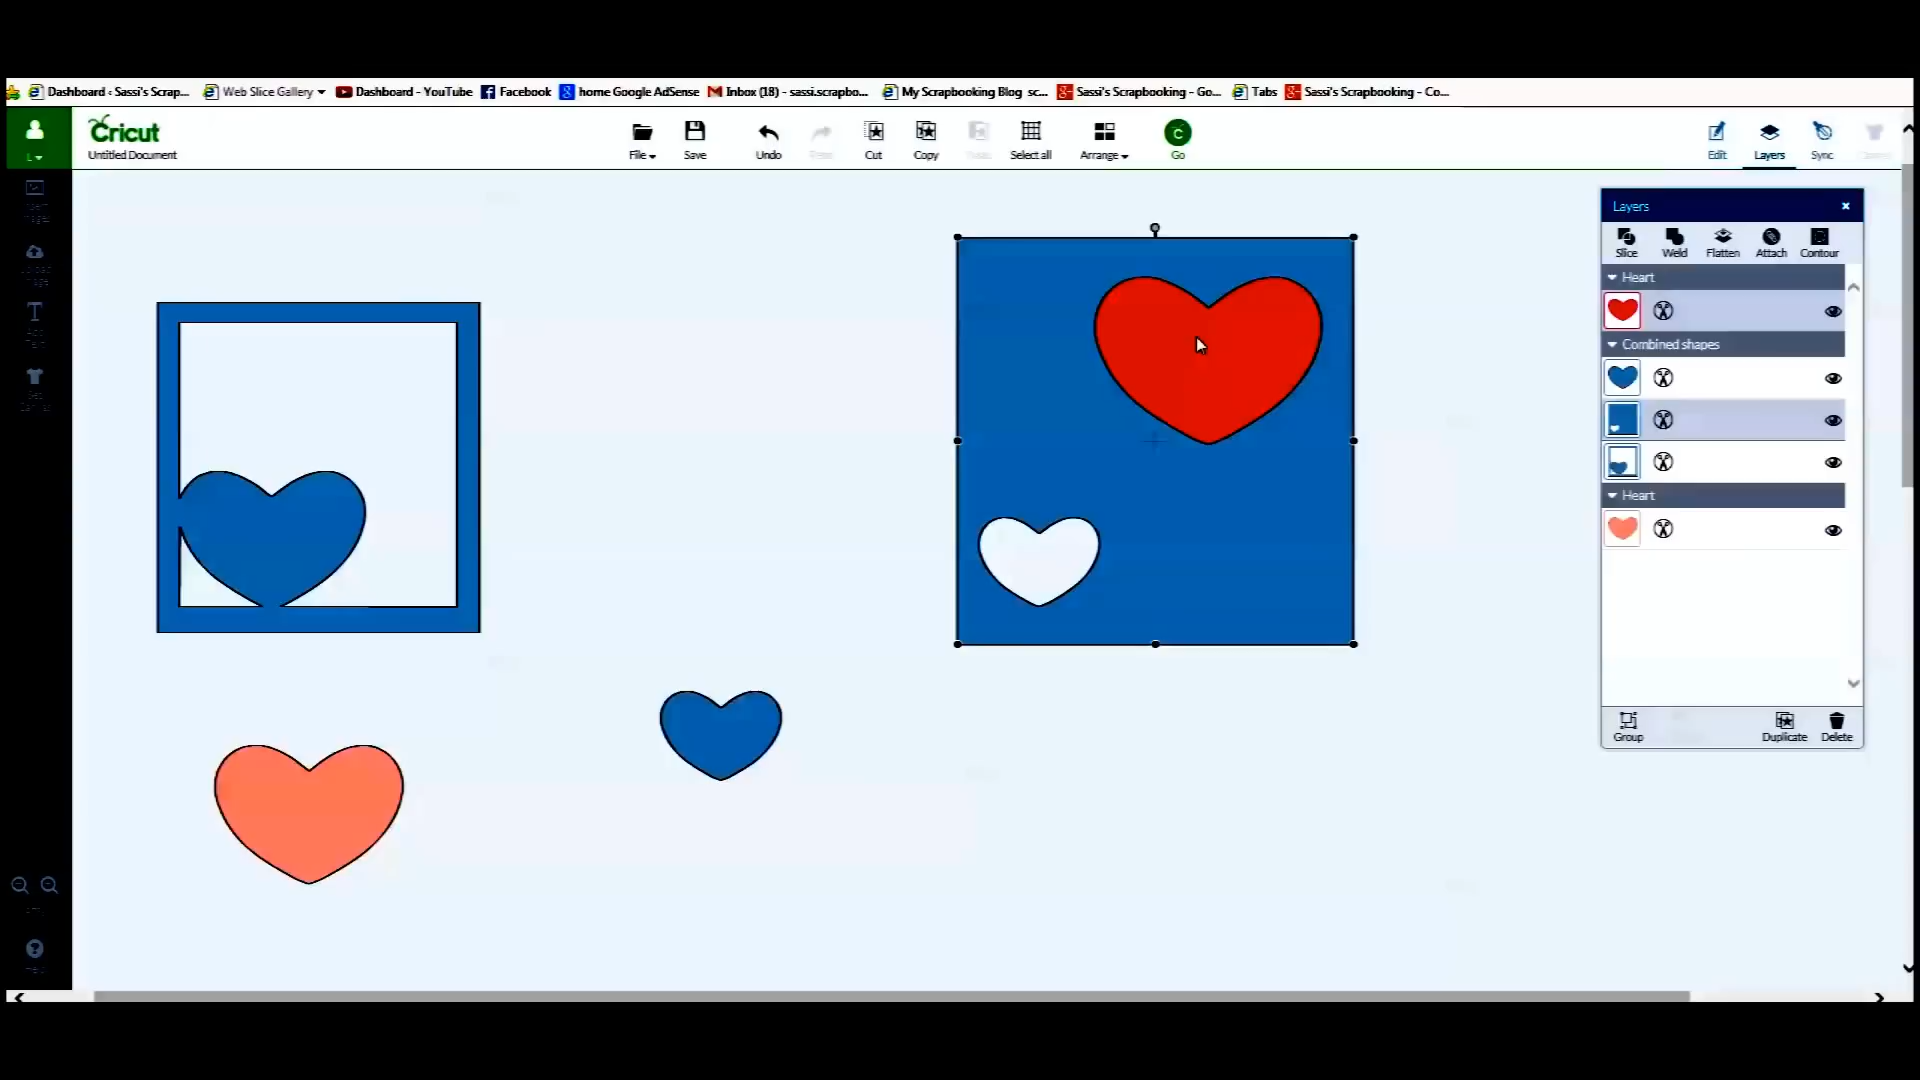 Dashboard ‹ Sassi's Scrap... Web Slice Gallery Dashboard - YouTube Facebook home Google AdSense Inbox (18) - sassi.scrapbo... My Scrapbooking Blog sc... Sassi's Scrapbooking - Go... Tabs Sassi's Scrapbooking - Co...
Cricut
Untitled Document
L
File Save Undo Cut Copy Select all Arrange Go Edit Layers Sync
C
Layers
Slice Weld Flatten Attach Contour
Heart
Combined shapes
Heart
Group Duplicate Delete